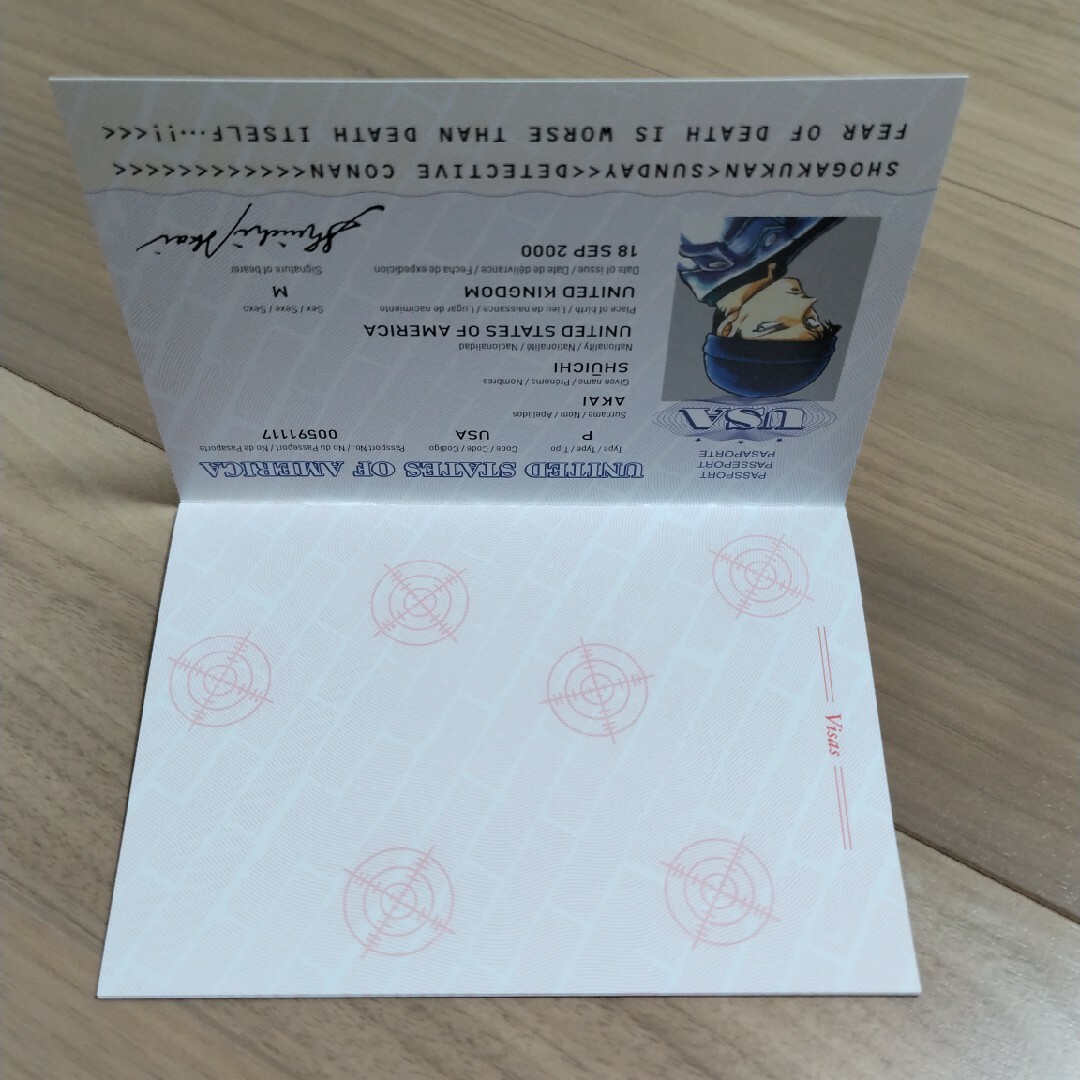 PASSPORT
PASSEPORT
PASAPORTE
USA
UNITED STATES OF AMERICA
Type / Type / Tipo
Code / Code / Codigo
Passport No. / No du Passeport / No de Pasaporte
P
USA
00591117
Surname / Nom / Apellidos
AKAI
Given name / Prénoms / Nombres
SHŪICHI
Nationality / Nationalité / Nacionalidad
UNITED STATES OF AMERICA
Place of birth / Lieu de naissance / Lugar de nacimiento
UNITED KINGDOM
Sex / Sexe / Sexo
M
Date of issue / Date de délivrance / Fecha de expedicion
18 SEP 2000
Signature of bearer
Shuichi Akai
SHOGAKUKAN<SUNDAY<<DETECTIVE CONAN<<<<<<<<<<<<
FEAR OF DEATH IS WORSE THAN DEATH ITSELF...!!<<<
Visas